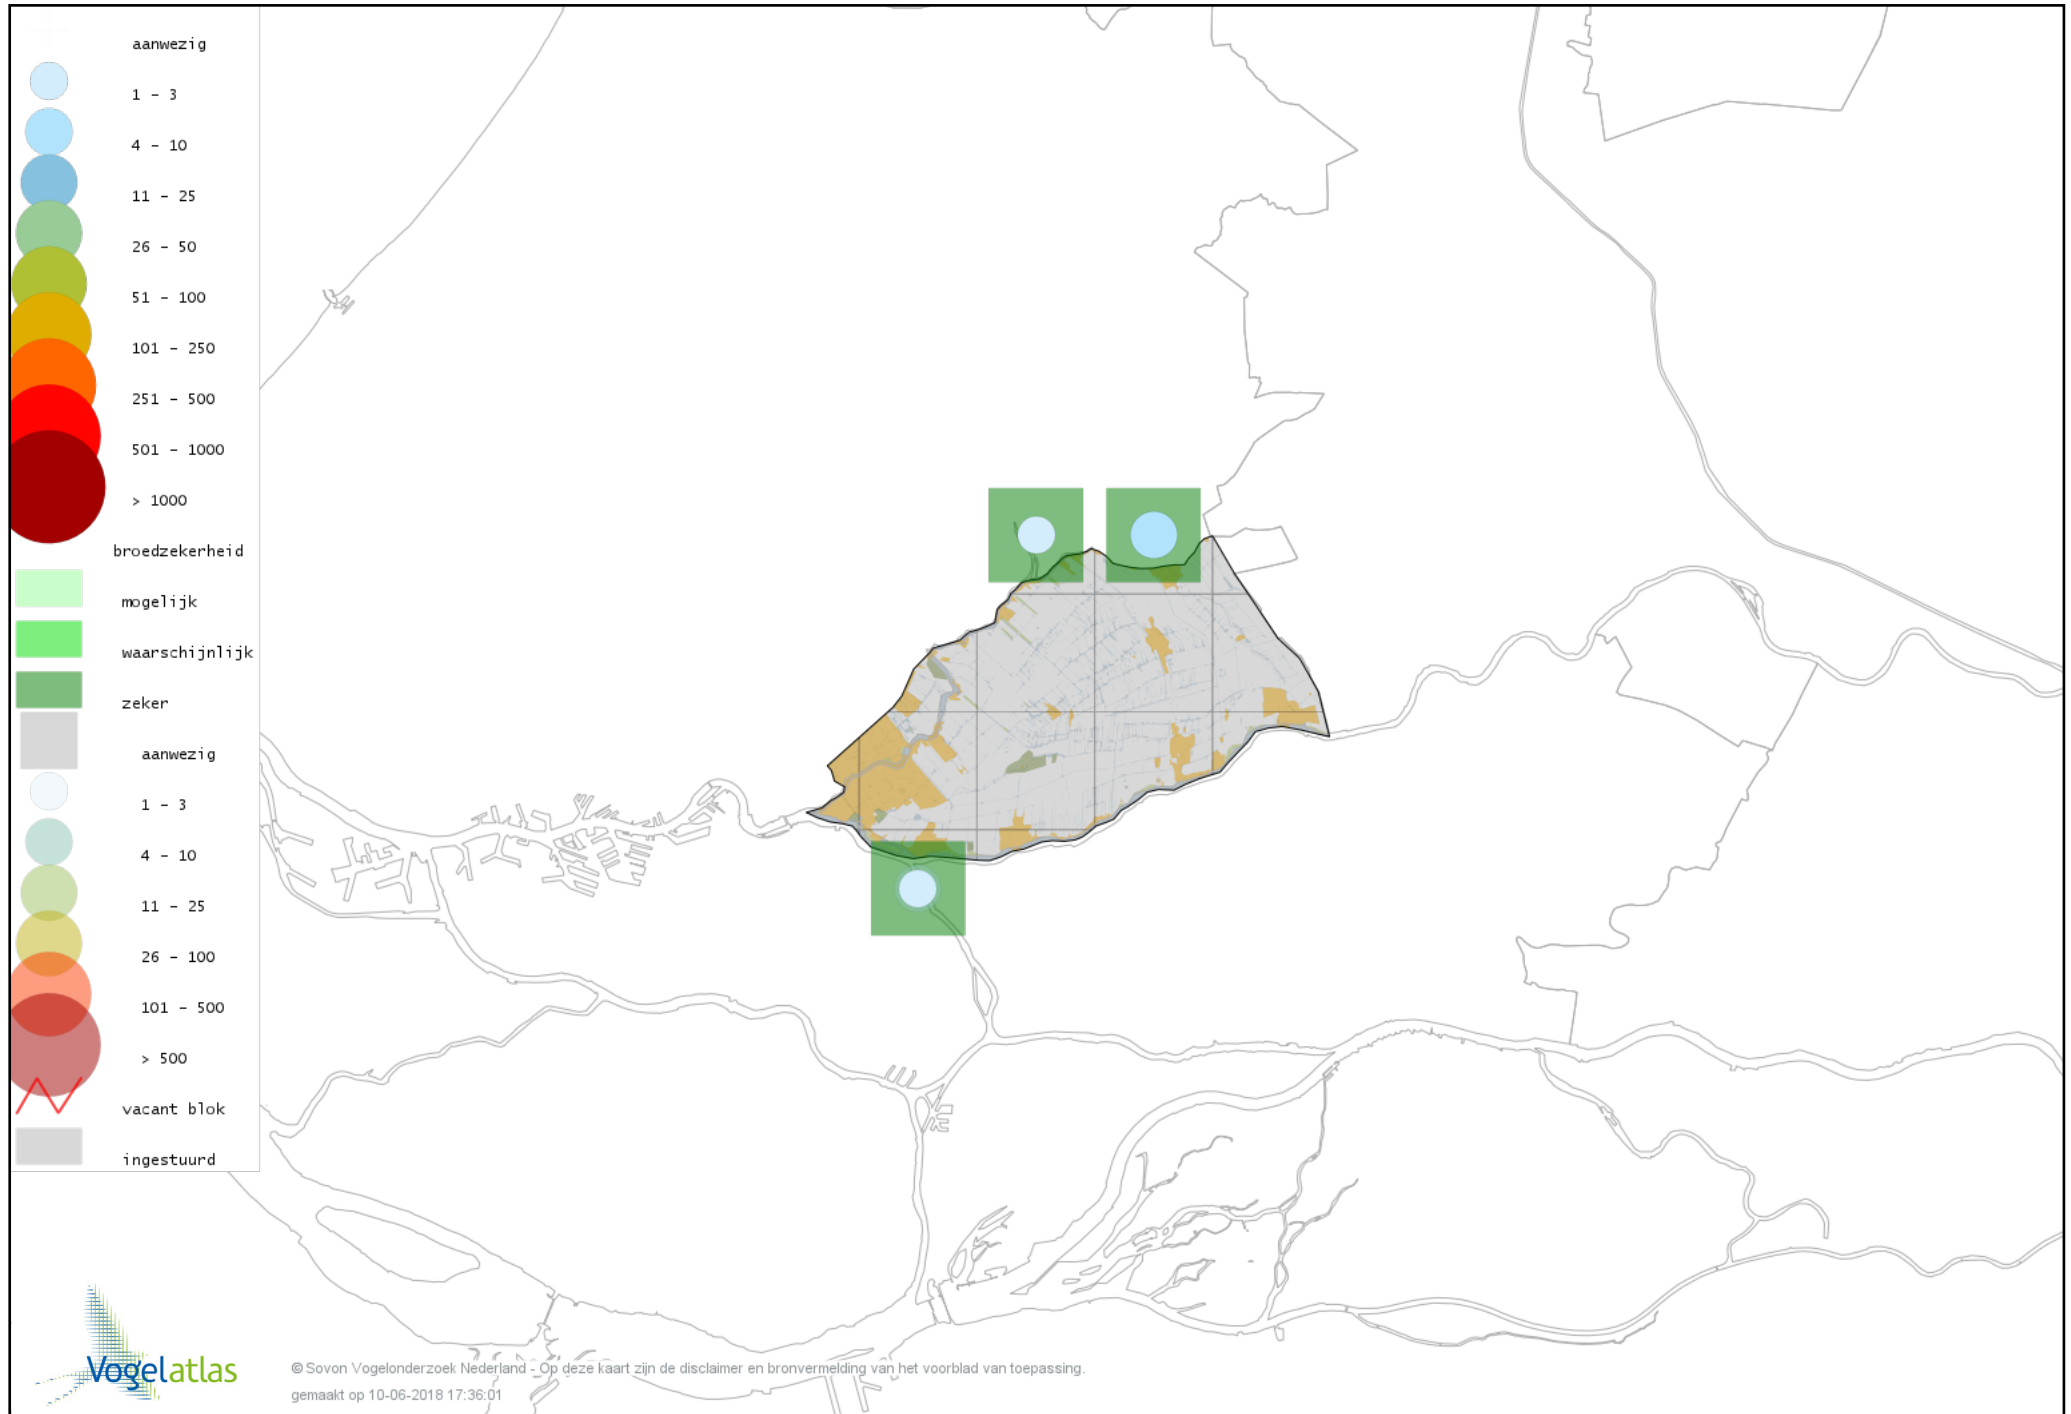 aanwezig
1 – 3
4 – 10
11 – 25
26 – 50
51 – 100
101 – 250
251 – 500
501 – 1000
> 1000
broedzekerheid
mogelijk
waarschijnlijk
zeker
aanwezig
1 – 3
4 – 10
11 – 25
26 – 100
101 – 500
> 500
vacant blok
ingestuurd
Vogelatlas
© Sovon Vogelonderzoek Nederland - Op deze kaart zijn de disclaimer en bronvermelding van het voorblad van toepassing.
gemaakt op 10-06-2018 17:36:01